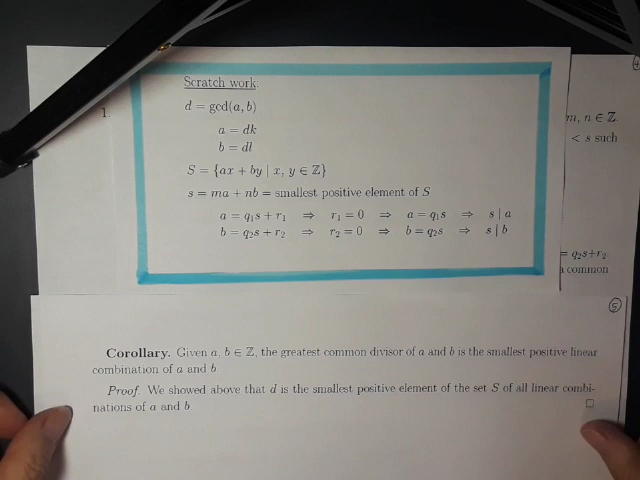 Scratch work:
d = gcd(a, b)
1.
a = dk
m, n ∈ Z.
b = dl
< s such
S = {ax + by | x, y ∈ Z}
s = ma + nb = smallest positive element of S
a = q₁s + r₁ ⇒ r₁ = 0 ⇒ a = q₁s ⇒ s | a
b = q₂s + r₂ ⇒ r₂ = 0 ⇒ b = q₂s ⇒ s | b
= q₂s+r₂
a common
5
Corollary. Given a, b ∈ Z, the greatest common divisor of a and b is the smallest positive linear
combination of a and b
Proof. We showed above that d is the smallest positive element of the set S of all linear combi-
nations of a and b.
□